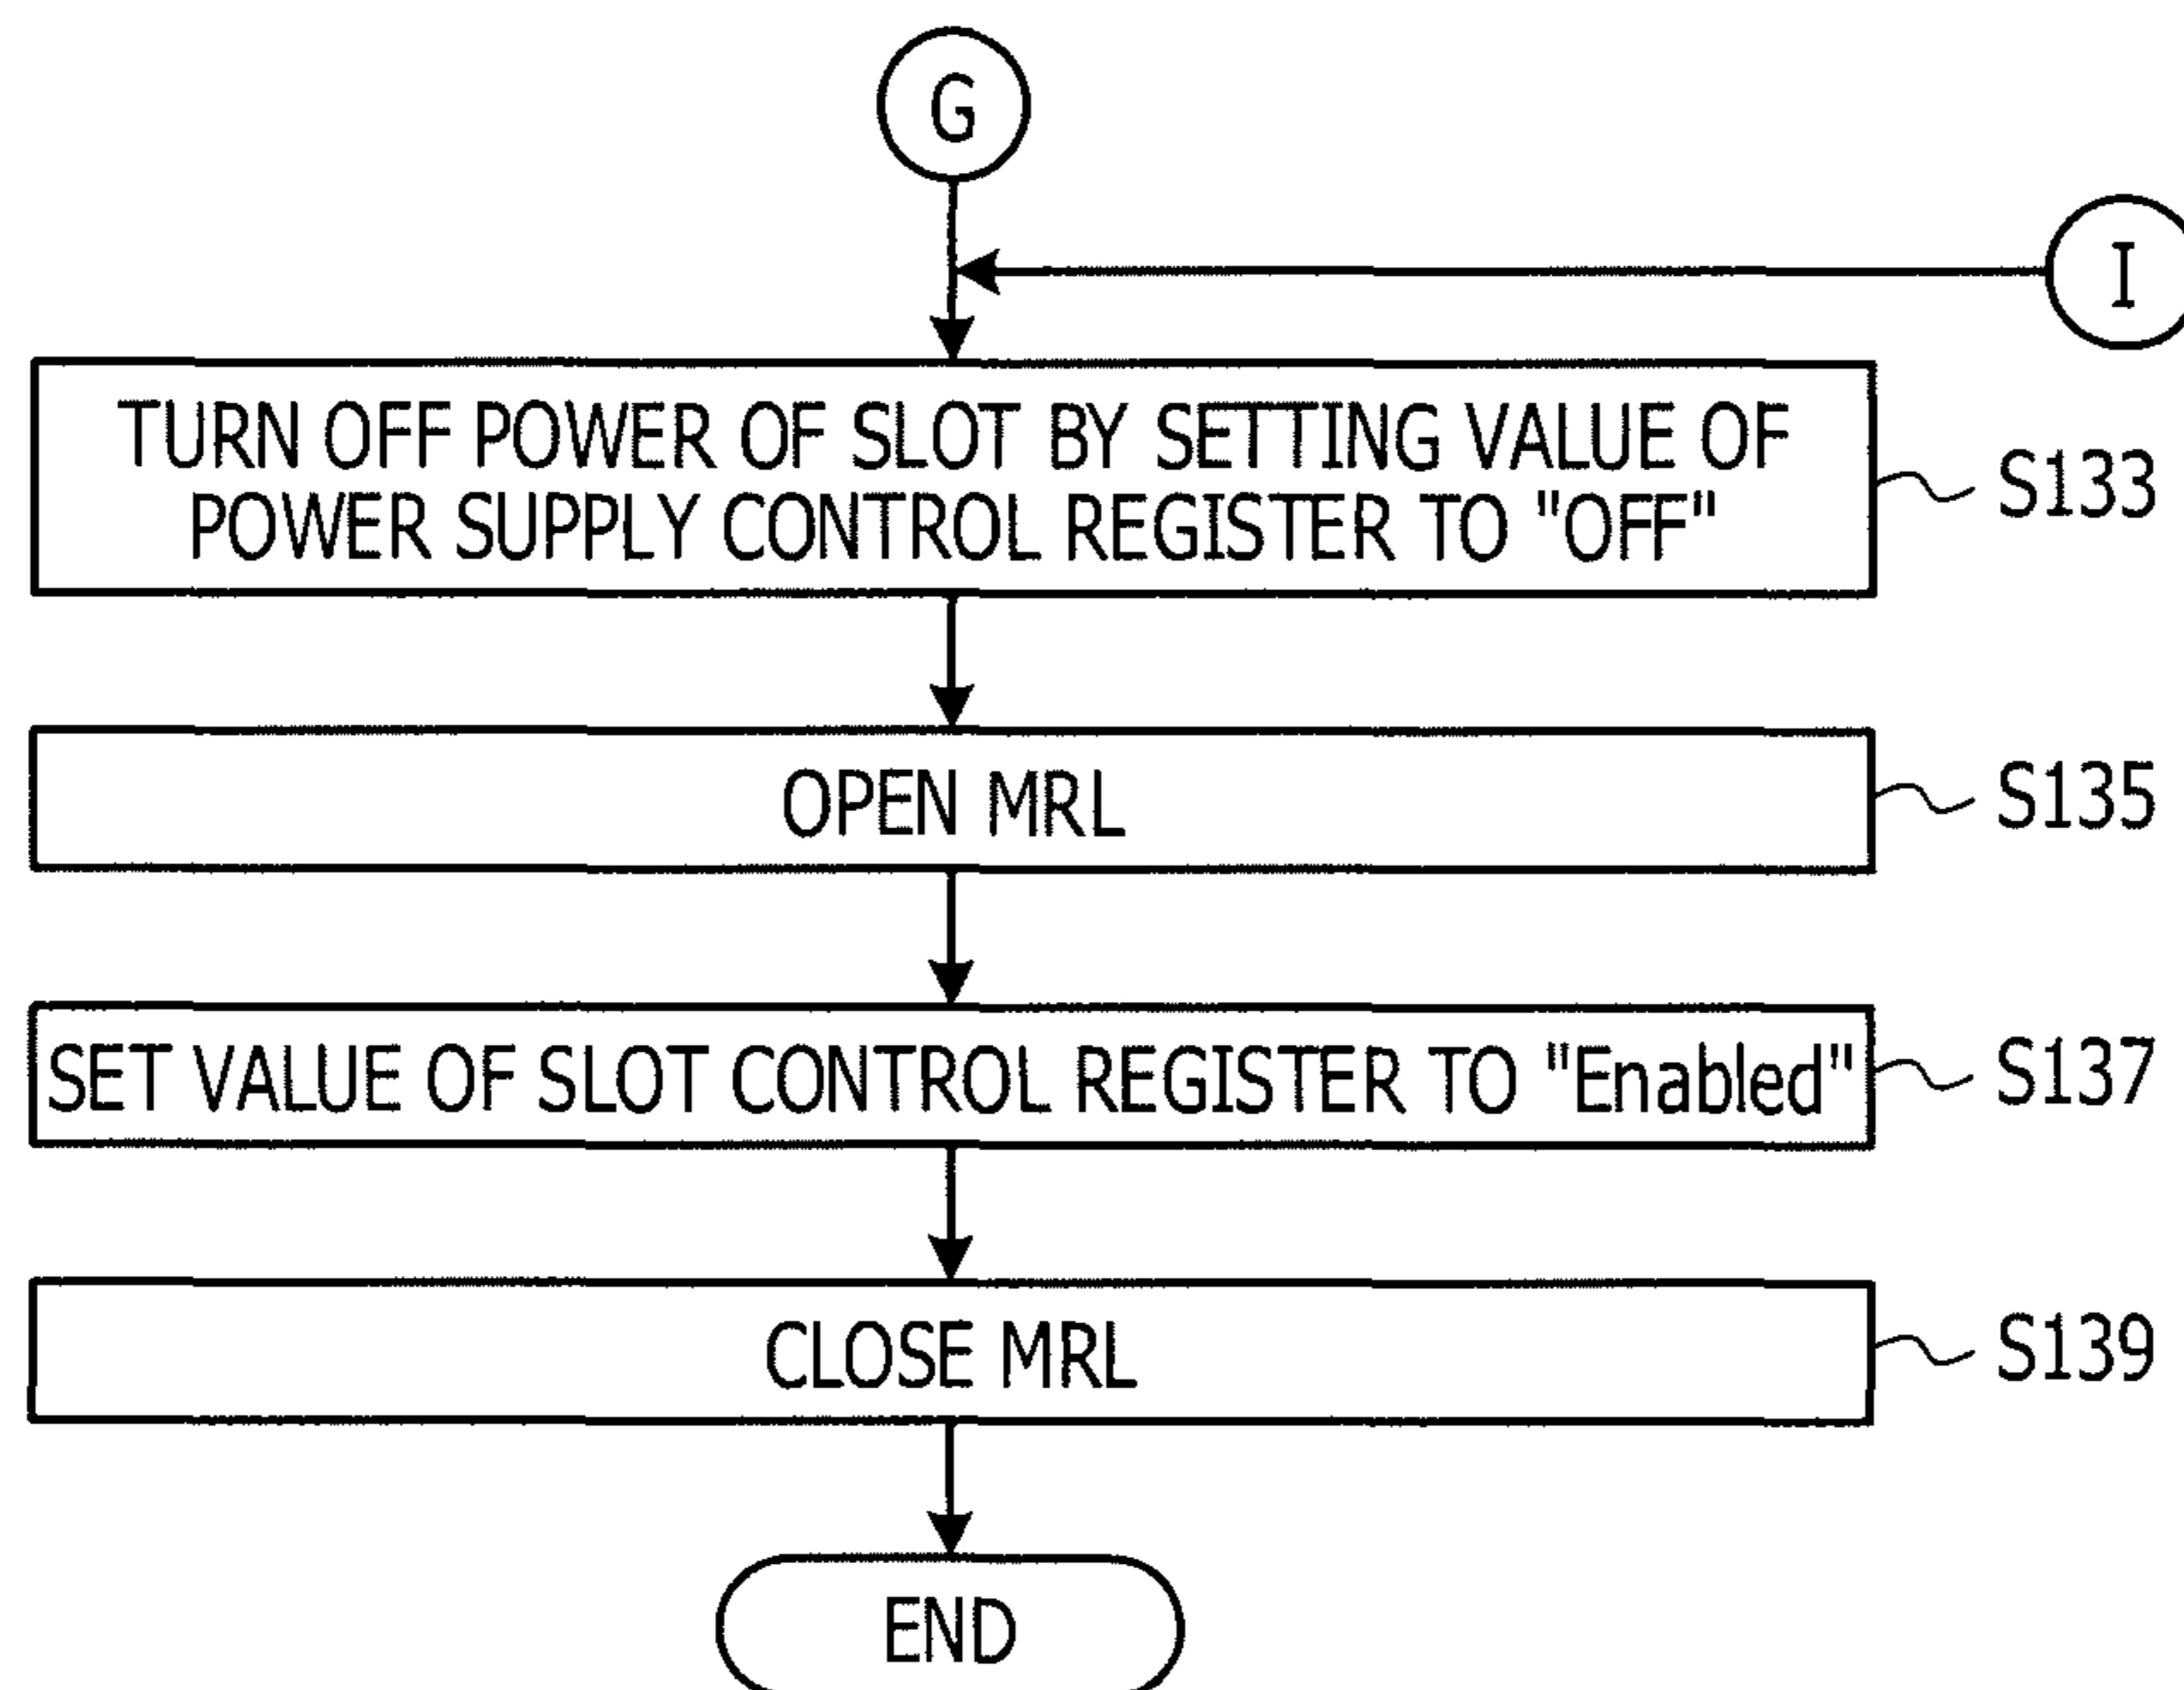 G
I
TURN OFF POWER OF SLOT BY SETTING VALUE OF
POWER SUPPLY CONTROL REGISTER TO "OFF"
S133
OPEN MRL
S135
SET VALUE OF SLOT CONTROL REGISTER TO "Enabled"
S137
CLOSE MRL
S139
END